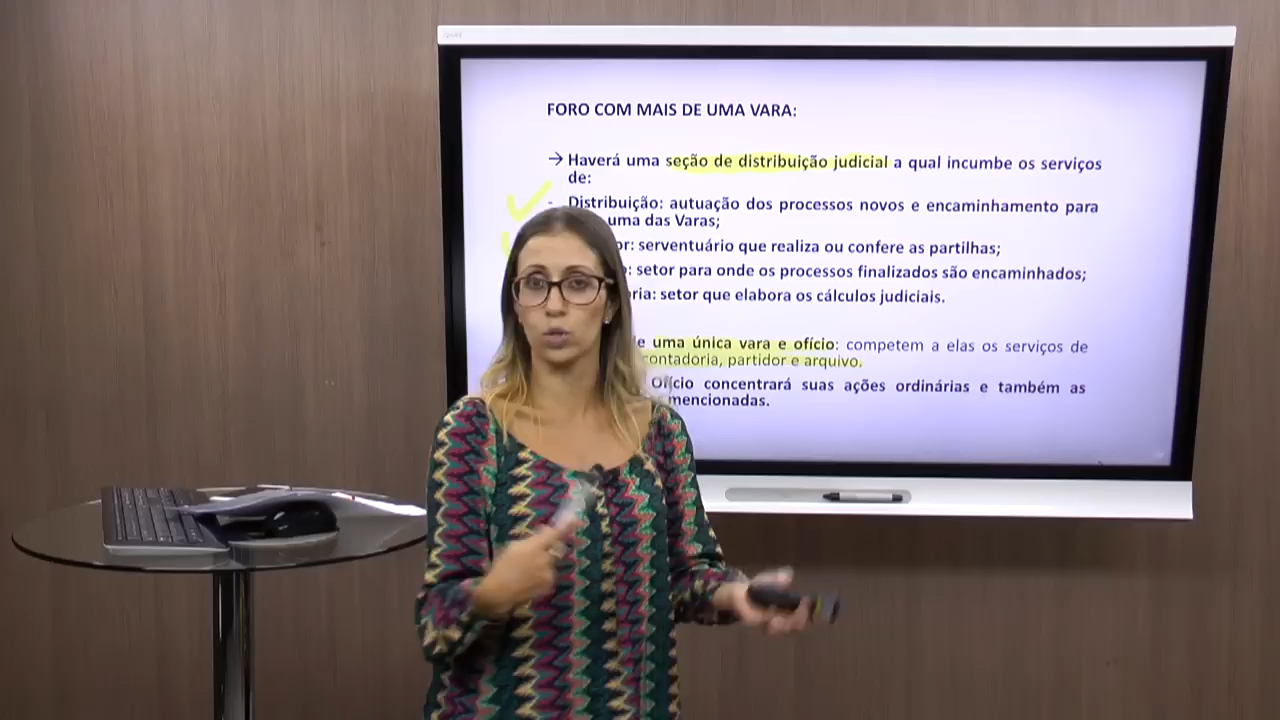 FORO COM MAIS DE UMA VARA:
→ Haverá uma seção de distribuição judicial a qual incumbe os serviços
de:
- Distribuição: autuação dos processos novos e encaminhamento para
uma das Varas;
or: serventuário que realiza ou confere as partilhas;
o: setor para onde os processos finalizados são encaminhados;
ria: setor que elabora os cálculos judiciais.
e uma única vara e ofício: competem a elas os serviços de
contadoria, partidor e arquivo.
Ofício concentrará suas ações ordinárias e também as
mencionadas.